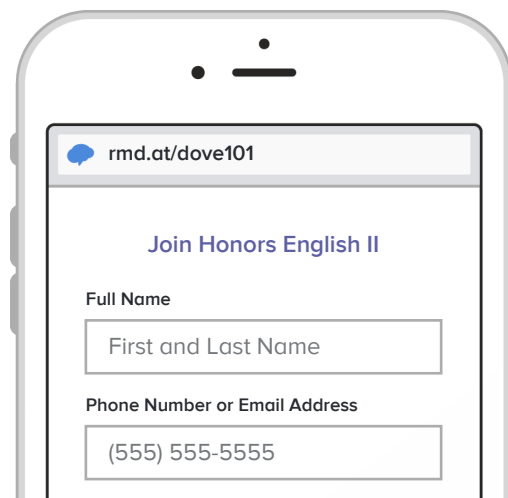 rmd.at/dove101
Join Honors English II
Full Name
First and Last Name
Phone Number or Email Address
(555) 555-5555